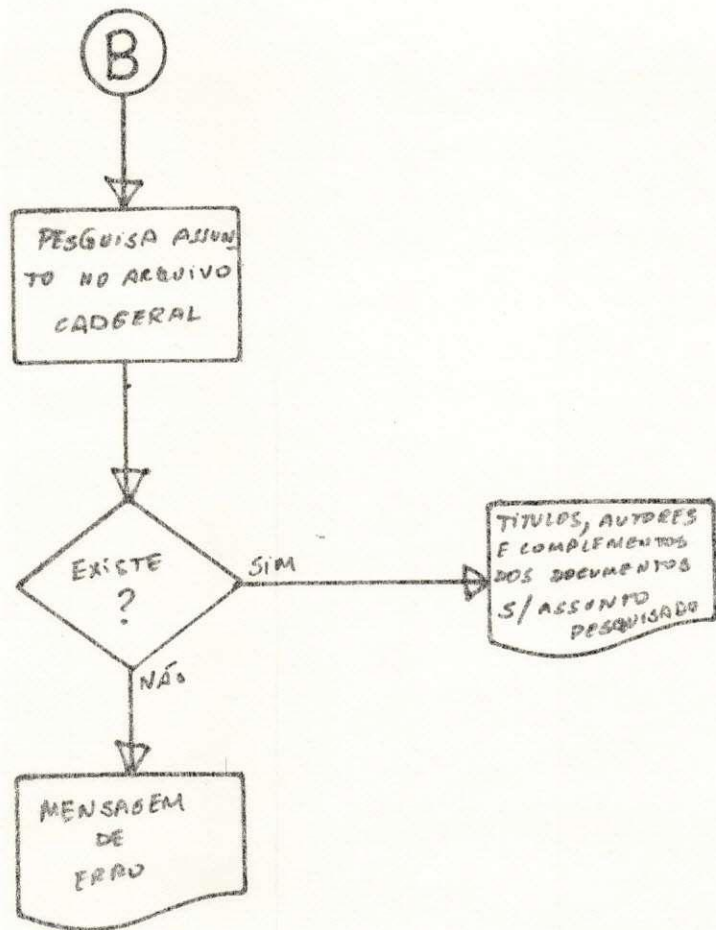 B
PESQUISA ASSUN
TO NO ARQUIVO
CADGERAL
EXISTE
?
SIM
TITULOS, AUTORES
E COMPLEMENTOS
DOS DOCUMENTOS
S/ ASSUNTO
PESQUISADO
NÃO
MENSAGEM
DE
ERRO